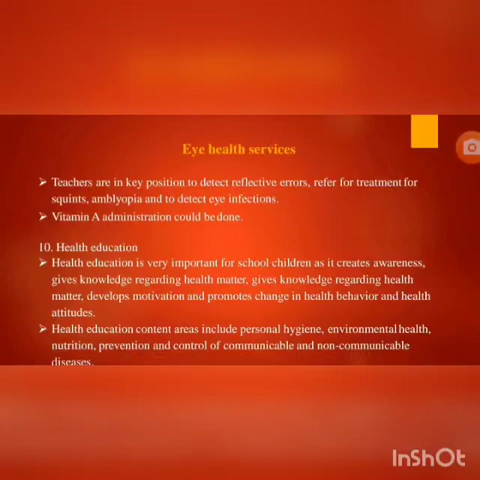 Eye health services
➢ Teachers are in key position to detect reflective errors, refer for treatment for
squints, amblyopia and to detect eye infections.
➢ Vitamin A administration could be done.
10. Health education
➢ Health education is very important for school children as it creates awareness,
gives knowledge regarding health matter, gives knowledge regarding health
matter, develops motivation and promotes change in health behavior and health
attitudes.
➢ Health education content areas include personal hygiene, environmental health,
nutrition, prevention and control of communicable and non-communicable
diseases.
InShOt